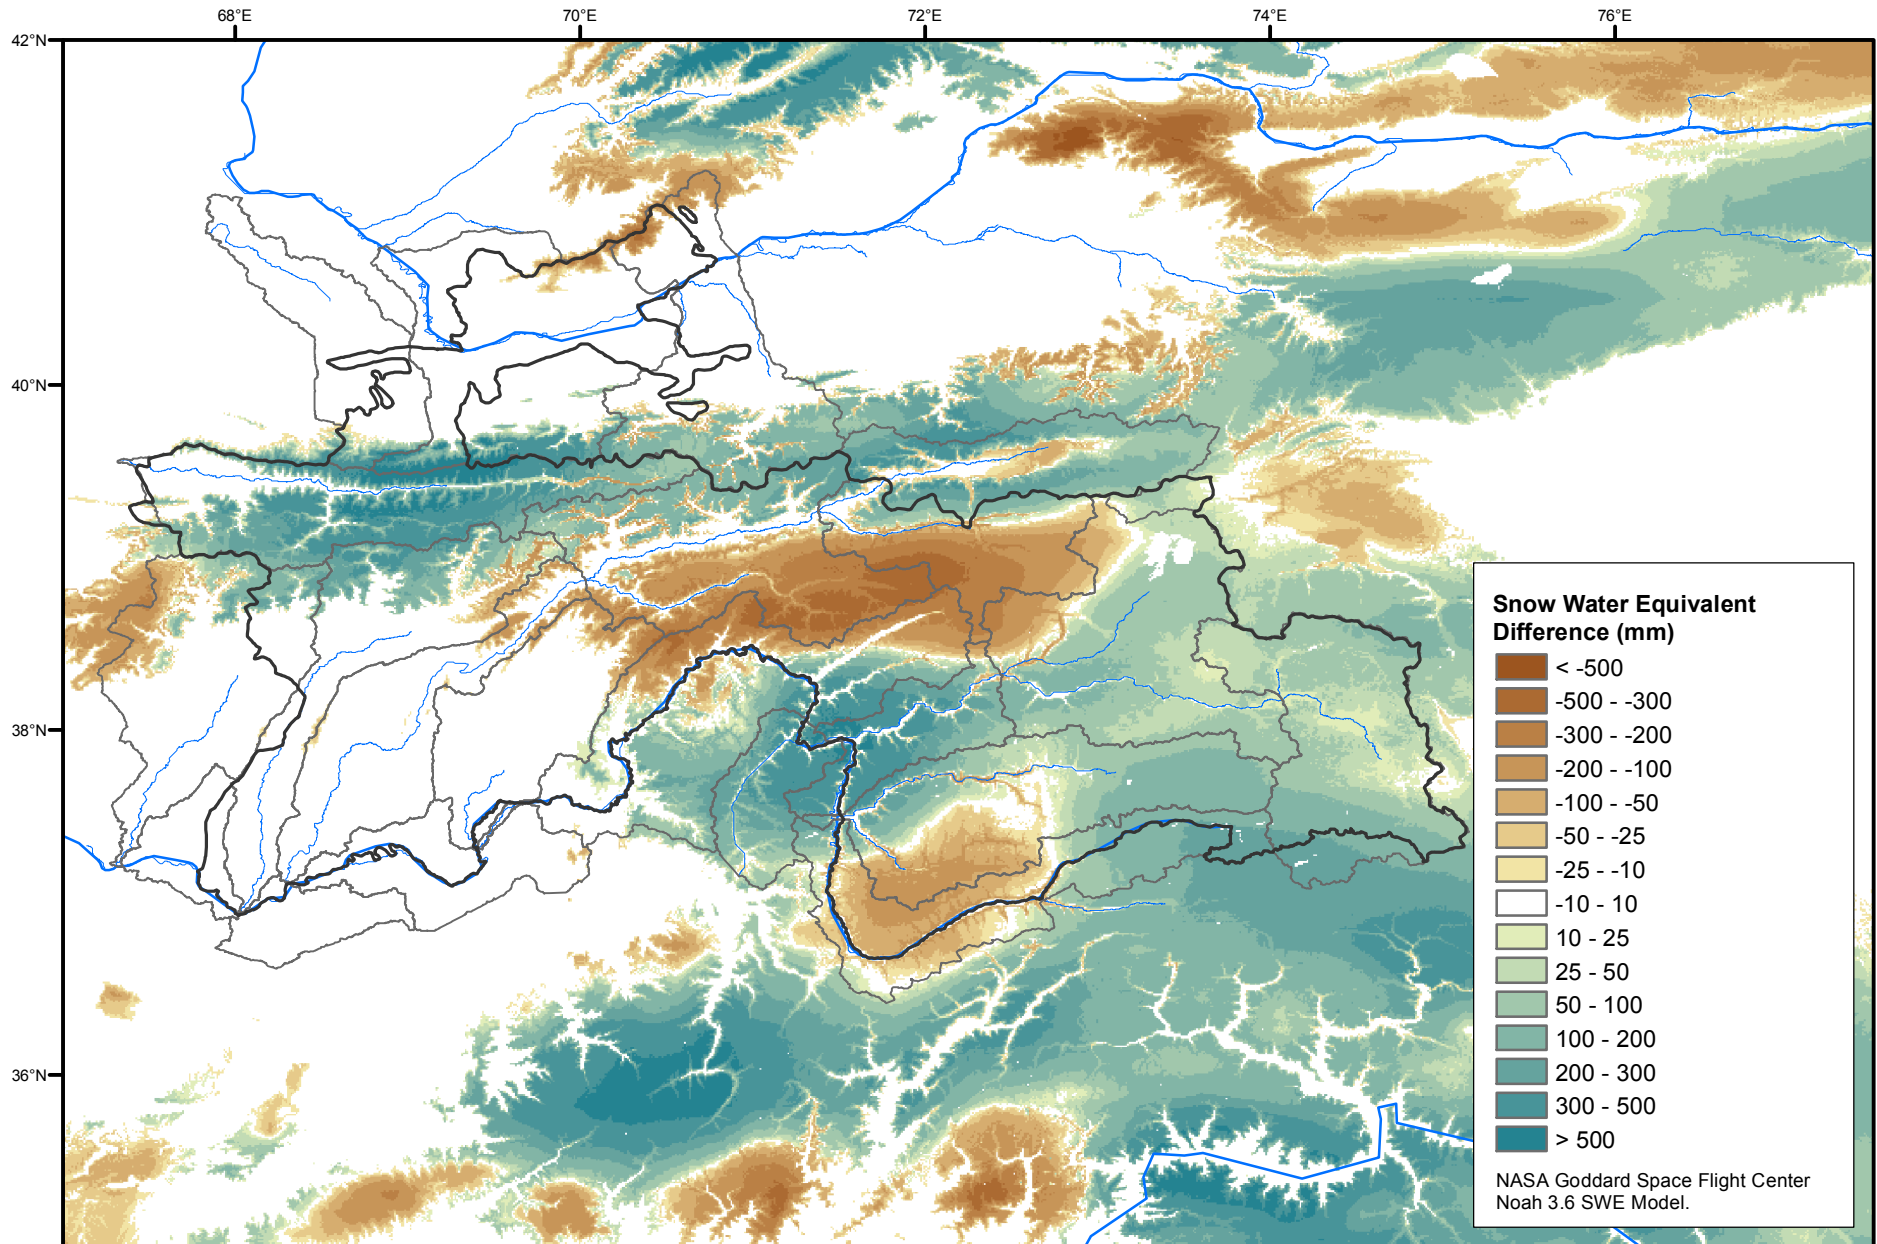 68°E 70°E 72°E 74°E 76°E
42°N
40°N
38°N
36°N
Snow Water Equivalent
Difference (mm)
< -500
-500 - -300
-300 - -200
-200 - -100
-100 - -50
-50 - -25
-25 - -10
-10 - 10
10 - 25
25 - 50
50 - 100
100 - 200
200 - 300
300 - 500
> 500
NASA Goddard Space Flight Center
Noah 3.6 SWE Model.